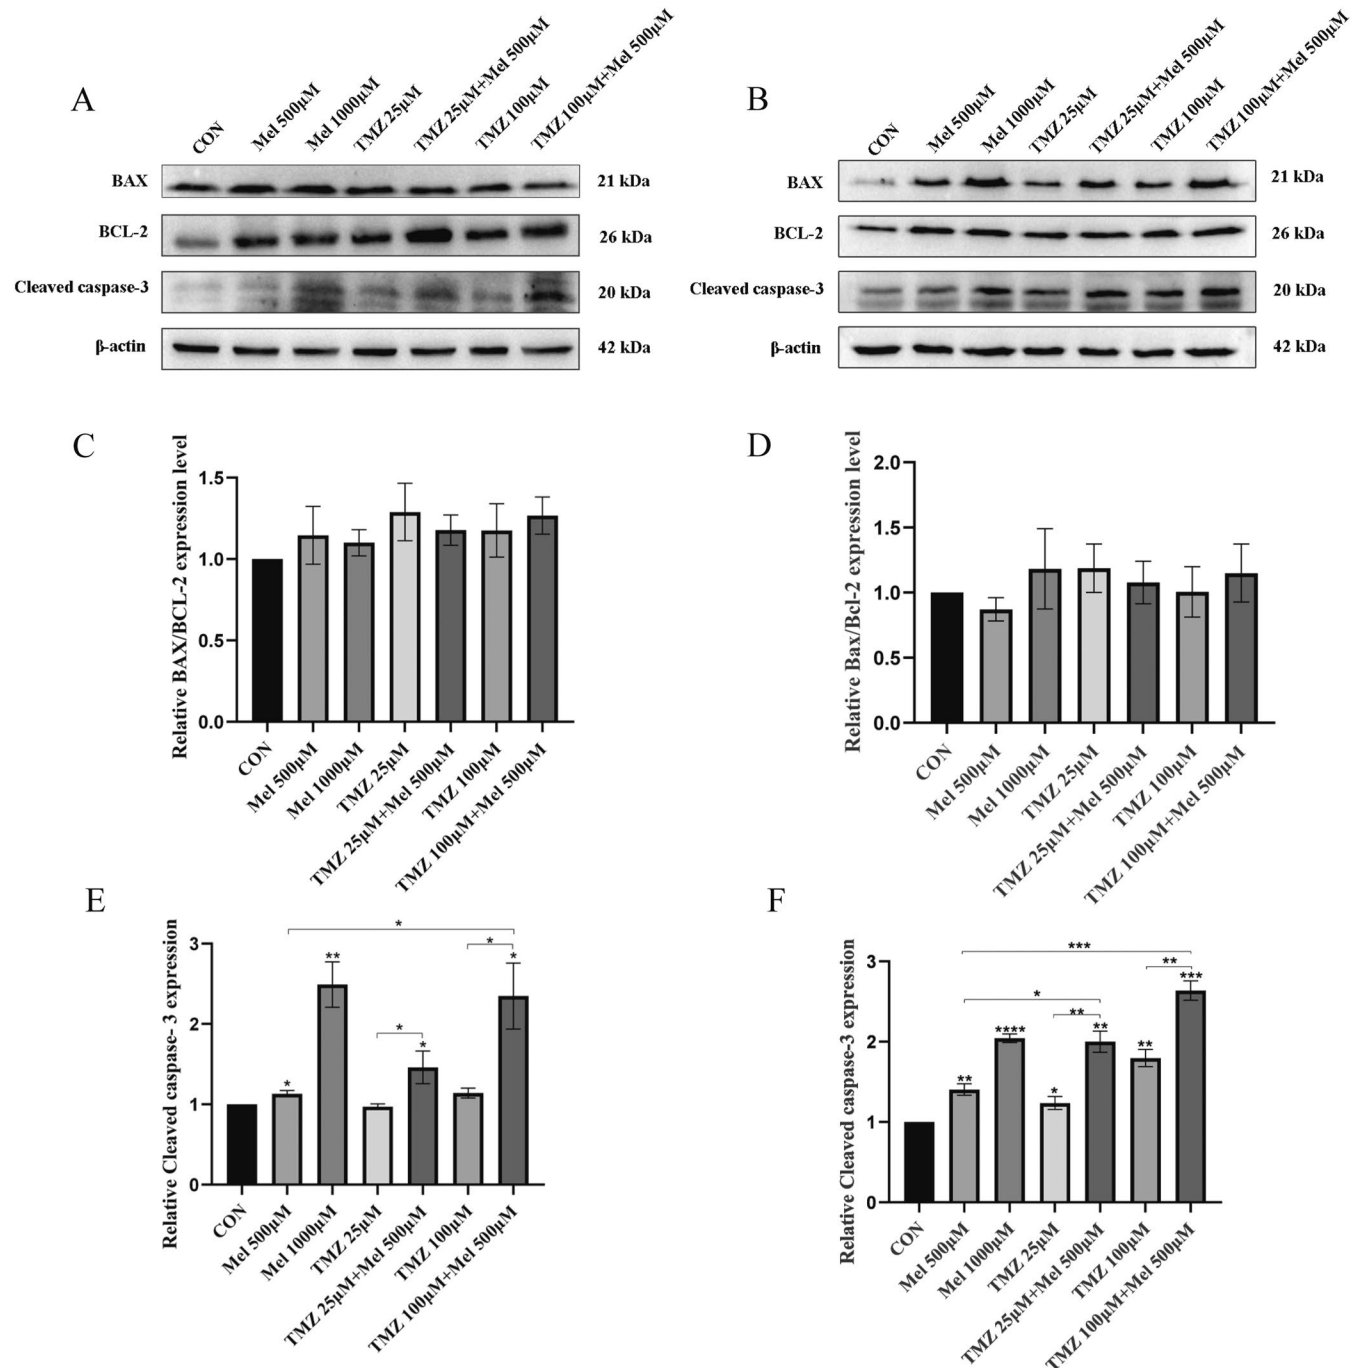 A
CON
Mel 500μM
Mel 1000μM
TMZ 25μM
TMZ 25μM+Mel 500μM
TMZ 100μM
TMZ 100μM+Mel 500μM
BAX
21 kDa
BCL-2
26 kDa
Cleaved caspase-3
20 kDa
β-actin
42 kDa
B
CON
Mel 500μM
Mel 1000μM
TMZ 25μM
TMZ 25μM+Mel 500μM
TMZ 100μM
TMZ 100μM+Mel 500μM
BAX
21 kDa
BCL-2
26 kDa
Cleaved caspase-3
20 kDa
β-actin
42 kDa
C
Relative BAX/BCL-2 expression level
1.5
1.0
0.5
0.0
CON
Mel 500μM
Mel 1000μM
TMZ 25μM
TMZ 25μM+Mel 500μM
TMZ 100μM
TMZ 100μM+Mel 500μM
D
Relative Bax/Bcl-2 expression level
2.0
1.5
1.0
0.5
0.0
CON
Mel 500μM
Mel 1000μM
TMZ 25μM
TMZ 25μM+Mel 500μM
TMZ 100μM
TMZ 100μM+Mel 500μM
E
Relative Cleaved caspase- 3 expression
3
2
1
0
*
*
**
*
*
*
*
CON
Mel 500μM
Mel 1000μM
TMZ 25μM
TMZ 25μM+Mel 500μM
TMZ 100μM
TMZ 100μM+Mel 500μM
F
Relative Cleaved caspase-3 expression
3
2
1
0
***
**
***
*
**
****
**
**
**
*
CON
Mel 500μM
Mel 1000μM
TMZ 25μM
TMZ 25μM+Mel 500μM
TMZ 100μM
TMZ 100μM+Mel 500μM